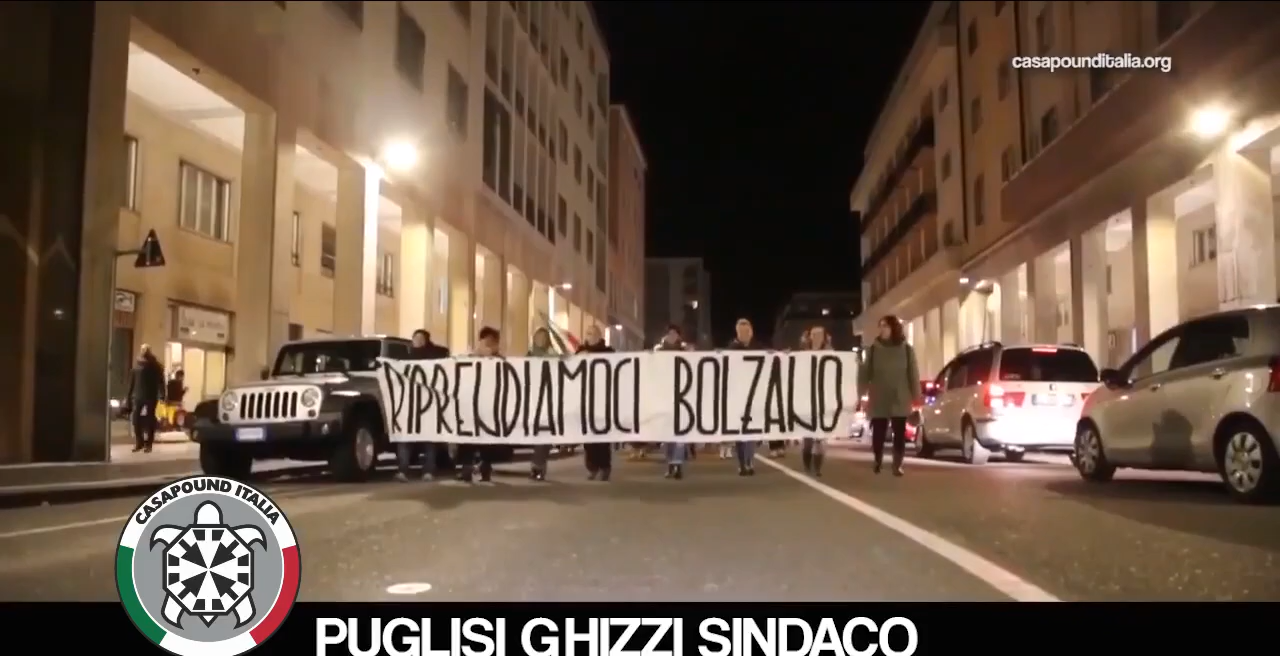 casapounditalia.org
RIPRENDIAMOCI BOLZANO
CASAPOUND ITALIA
PUGLISI GHIZZI SINDACO